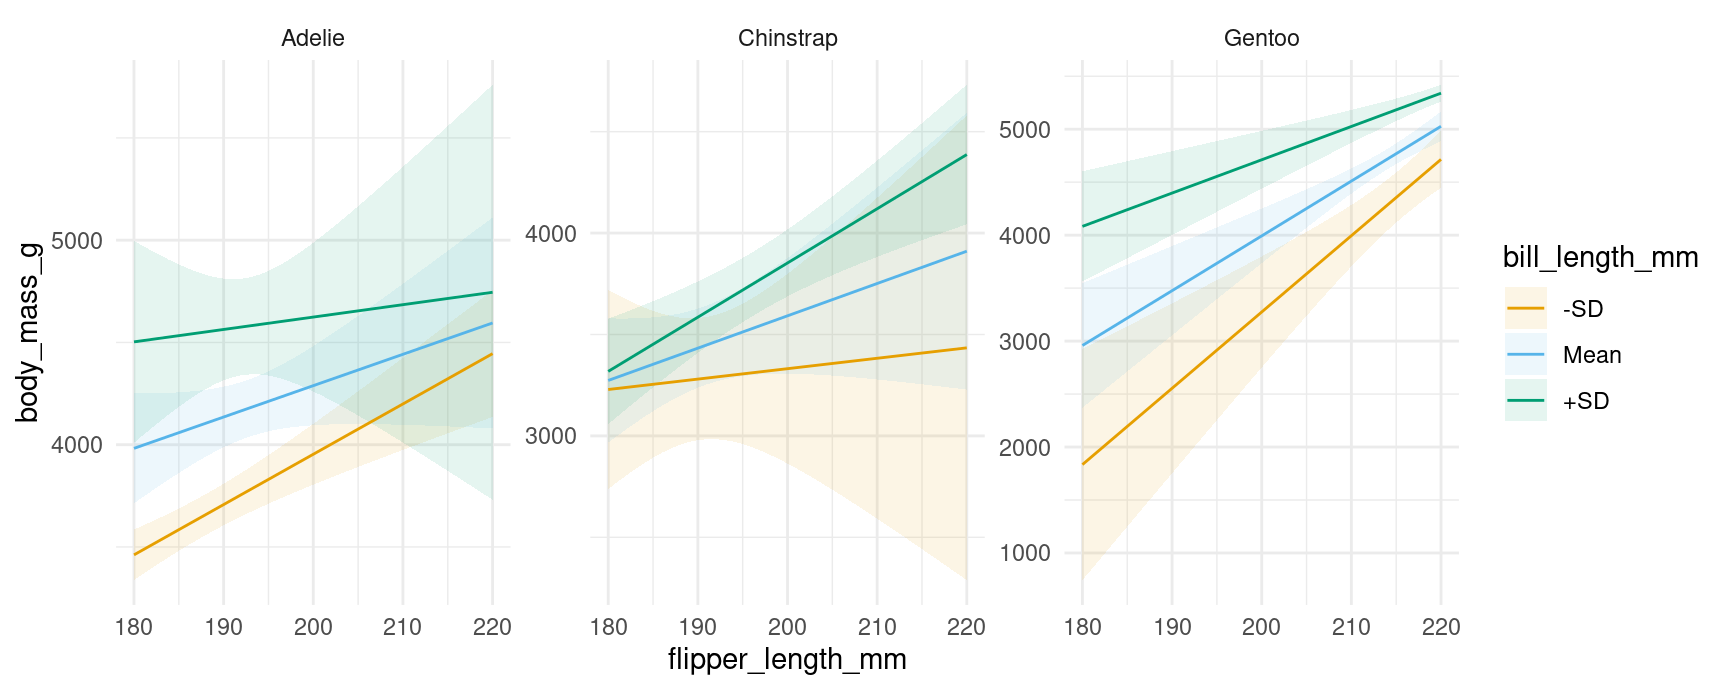 Adelie
Chinstrap
Gentoo
body_mass_g
5000
4000
180 190 200 210 220
4000
3000
180 190 200 210 220
5000
4000
3000
2000
1000
180 190 200 210 220
flipper_length_mm
bill_length_mm
-SD
Mean
+SD